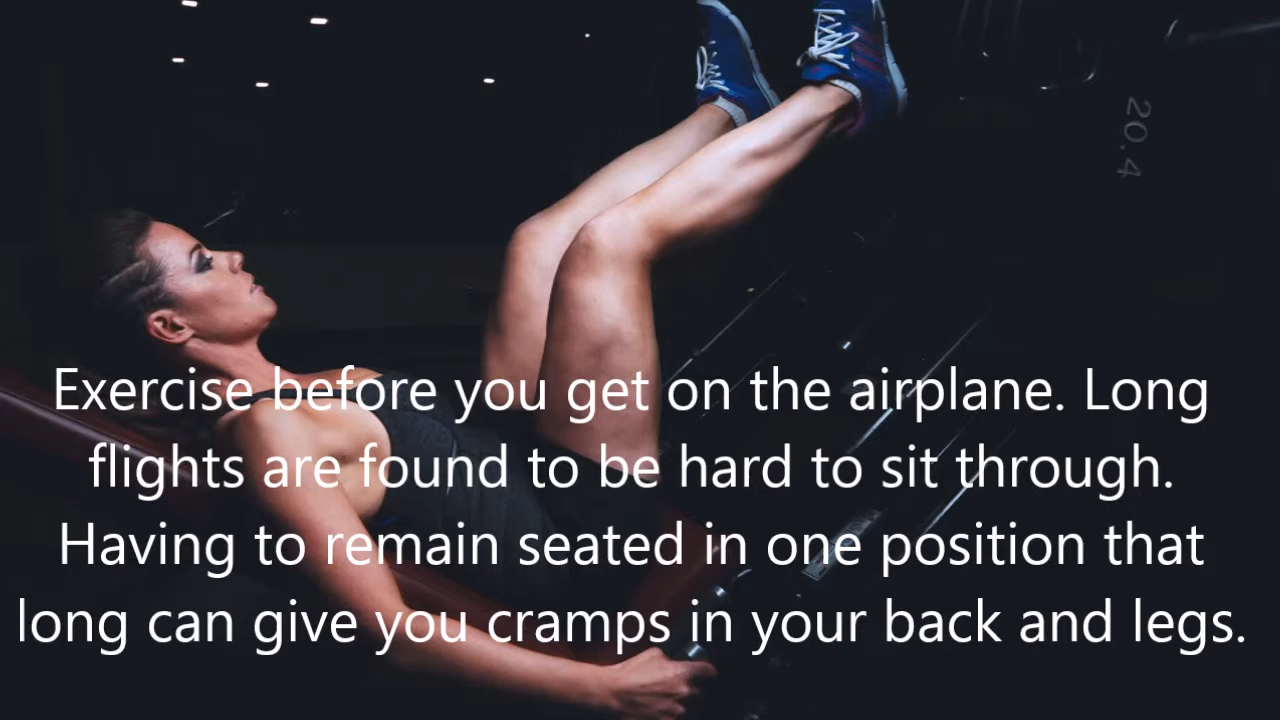 20.4
Exercise before you get on the airplane. Long
flights are found to be hard to sit through.
Having to remain seated in one position that
long can give you cramps in your back and legs.